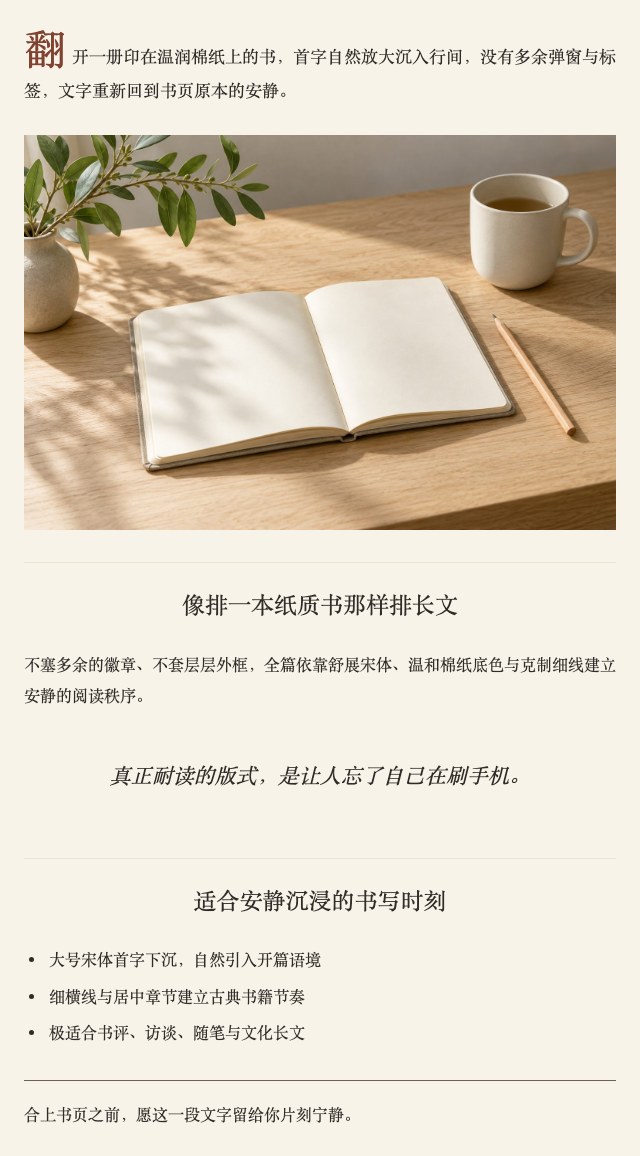 翻开一册印在温润棉纸上的书，首字自然放大沉入行间，没有多余弹窗与标
签，文字重新回到书页原本的安静。
像排一本纸质书那样排长文
不塞多余的徽章、不套层层外框，全篇依靠舒展宋体、温和棉纸底色与克制细线建立
安静的阅读秩序。
真正耐读的版式，是让人忘了自己在刷手机。
适合安静沉浸的书写时刻
• 大号宋体首字下沉，自然引入开篇语境
• 细横线与居中章节建立古典书籍节奏
• 极适合书评、访谈、随笔与文化长文
合上书页之前，愿这一段文字留给你片刻宁静。